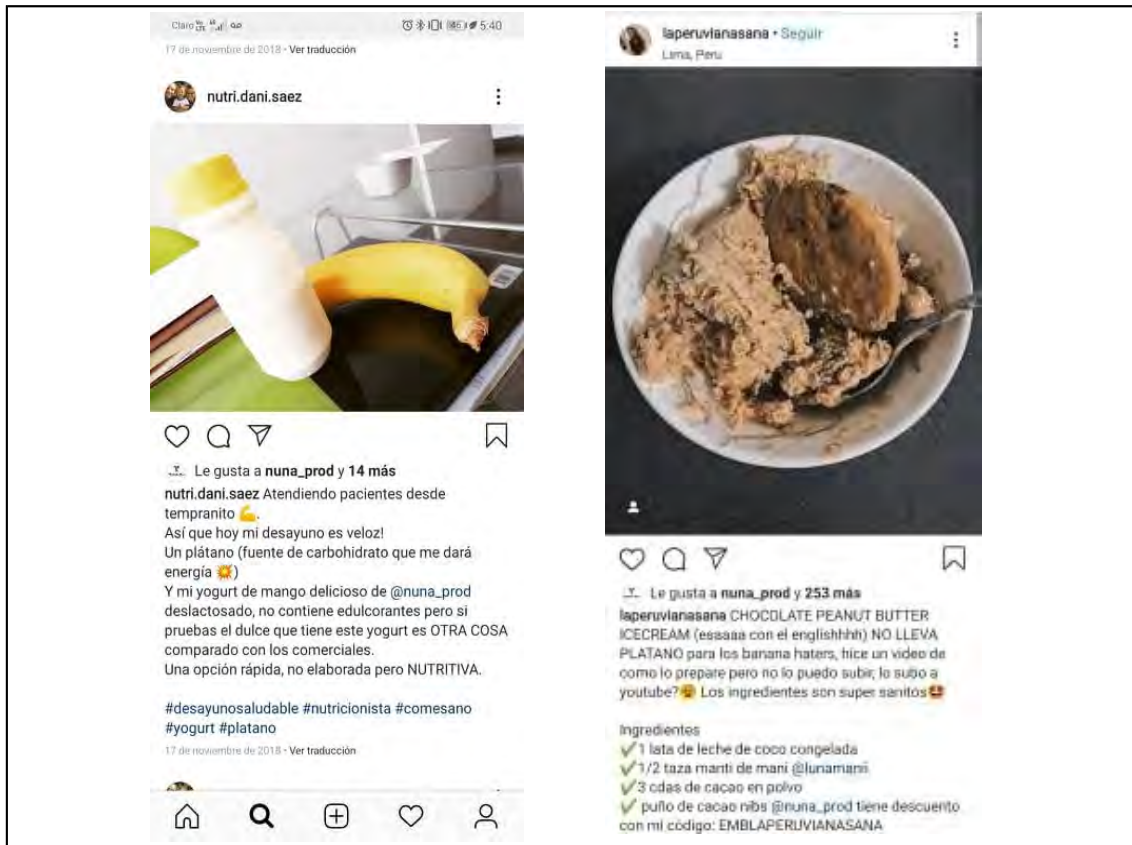 Claro
5:40
17 de noviembre de 2018 • Ver traducción
nutri.dani.saez
Le gusta a nuna_prod y 14 más
nutri.dani.saez Atendiendo pacientes desde
tempranito 💪.
Así que hoy mi desayuno es veloz!
Un plátano (fuente de carbohidrato que me dará
energía 💥)
Y mi yogurt de mango delicioso de @nuna_prod
deslactosado, no contiene edulcorantes pero si
pruebas el dulce que tiene este yogurt es OTRA COSA
comparado con los comerciales.
Una opción rápida, no elaborada pero NUTRITIVA.
#desayunosaludable #nutricionista #comesano
#yogurt #platano
17 de noviembre de 2018 • Ver traducción
laperuvianasana • Seguir
Lima, Peru
Le gusta a nuna_prod y 253 más
laperuvianasana CHOCOLATE PEANUT BUTTER
ICECREAM (esaaaa con el englishhhh) NO LLEVA
PLATANO para los banana haters, hice un video de
como lo prepare pero no lo puedo subir, lo subo a
youtube? Los ingredientes son super sanitos🤩
Ingredientes
✔1 lata de leche de coco congelada
✔1/2 taza manti de mani @lunamanii
✔3 cdas de cacao en polvo
✔ puño de cacao nibs @nuna_prod tiene descuento
con mi código: EMBLAPERUVIANASANA